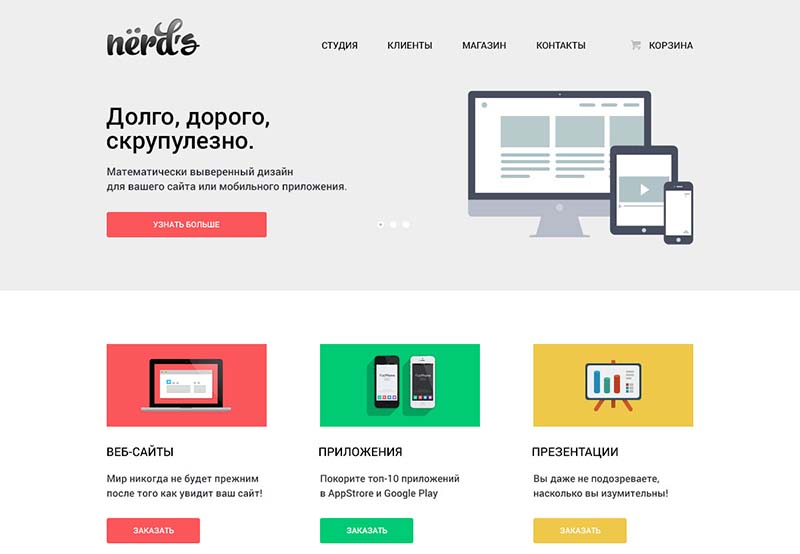 nërd's
СТУДИЯ КЛИЕНТЫ МАГАЗИН КОНТАКТЫ КОРЗИНА
Долго, дорого,
скрупулезно.
Математически выверенный дизайн
для вашего сайта или мобильного приложения.
УЗНАТЬ БОЛЬШЕ
ВЕБ-САЙТЫ
Мир никогда не будет прежним
после того как увидит ваш сайт!
ЗАКАЗАТЬ
ПРИЛОЖЕНИЯ
Покорите топ-10 приложений
в AppStrore и Google Play
ЗАКАЗАТЬ
ПРЕЗЕНТАЦИИ
Вы даже не подозреваете,
насколько вы изумительны!
ЗАКАЗАТЬ